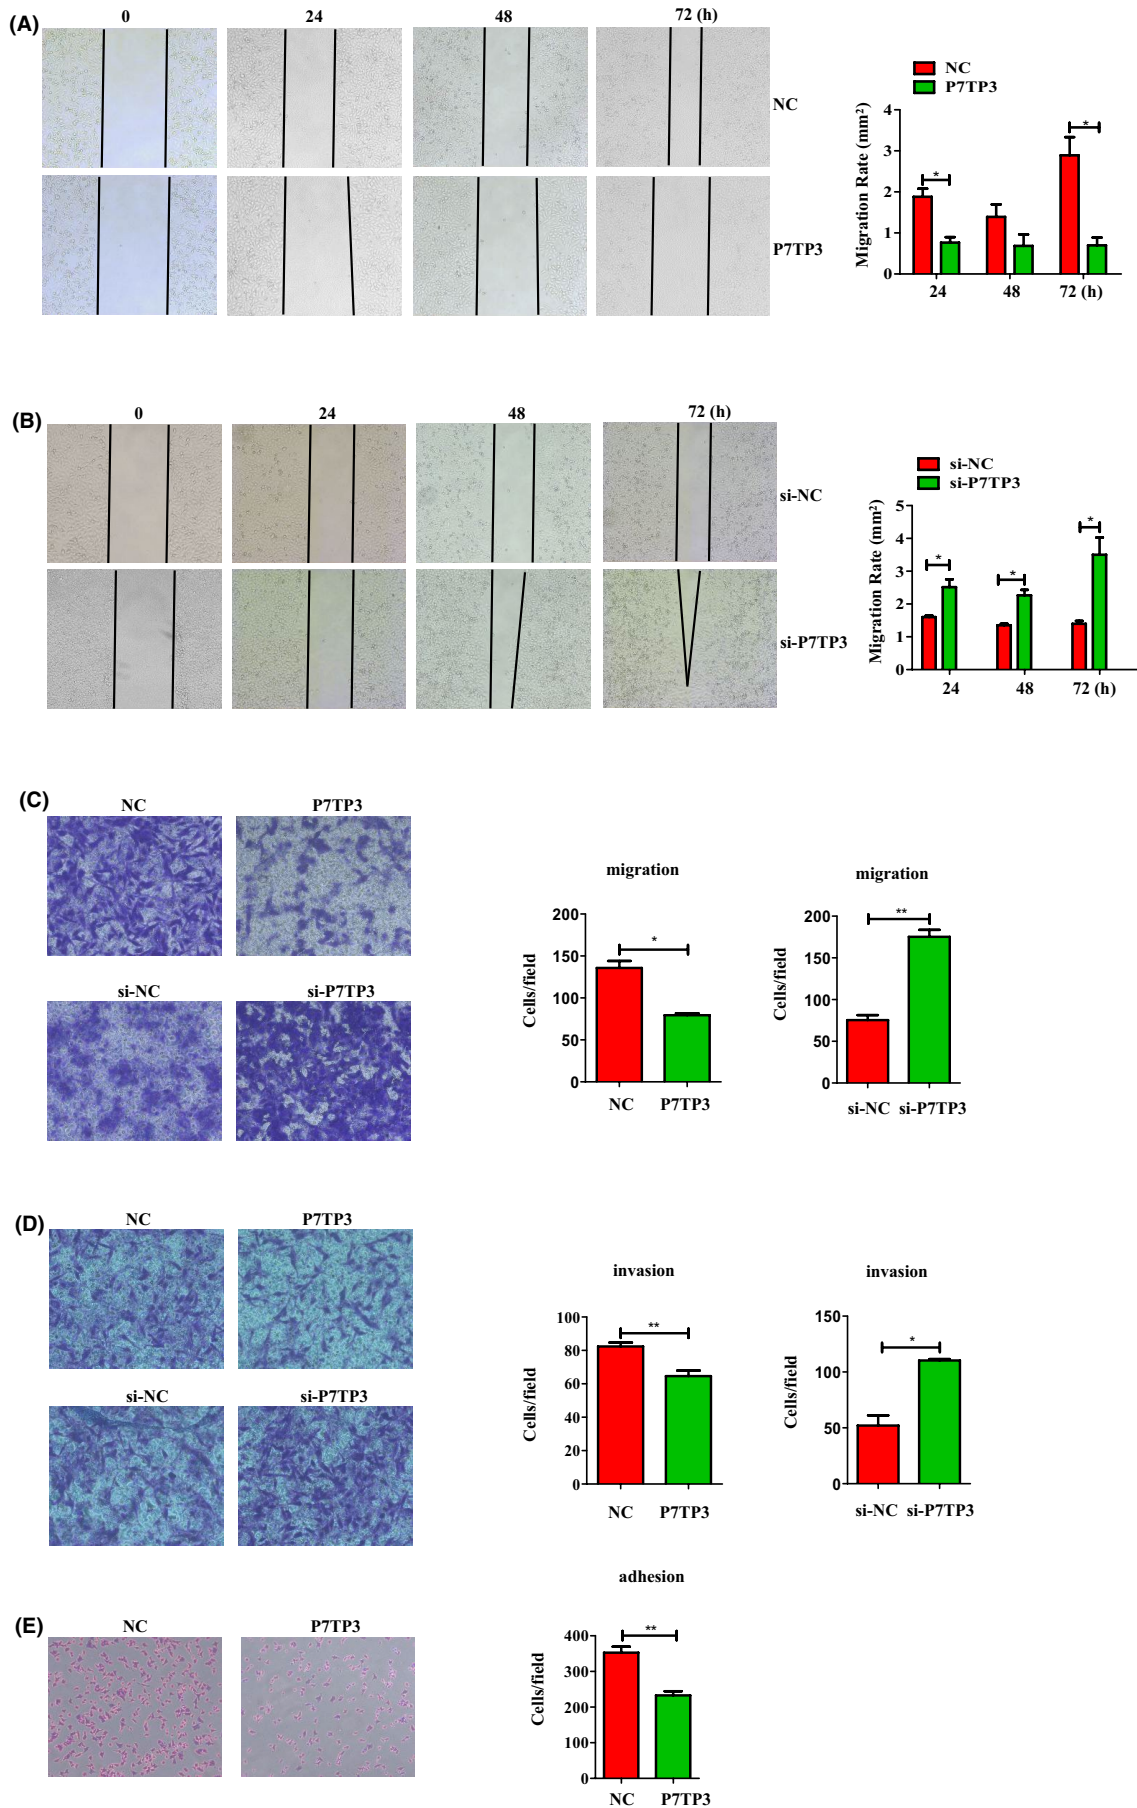 (A)
0 24 48 72 (h)
NC
P7TP3
NC
P7TP3
Migration Rate (mm²)
4
3
2
1
0
24 48 72 (h)
(B)
0 24 48 72 (h)
si-NC
si-P7TP3
si-NC
si-P7TP3
Migration Rate (mm²)
5
4
3
2
1
0
* * *
24 48 72 (h)
(C)
NC P7TP3
si-NC si-P7TP3
migration
Cells/field
200
150
100
50
0
*
NC P7TP3
migration
Cells/field
200
150
100
50
0
**
si-NC si-P7TP3
(D)
NC P7TP3
si-NC si-P7TP3
invasion
Cells/field
100
80
60
40
20
0
**
NC P7TP3
invasion
Cells/field
150
100
50
0
*
si-NC si-P7TP3
(E)
NC P7TP3
adhesion
Cells/field
400
300
200
100
0
**
NC P7TP3